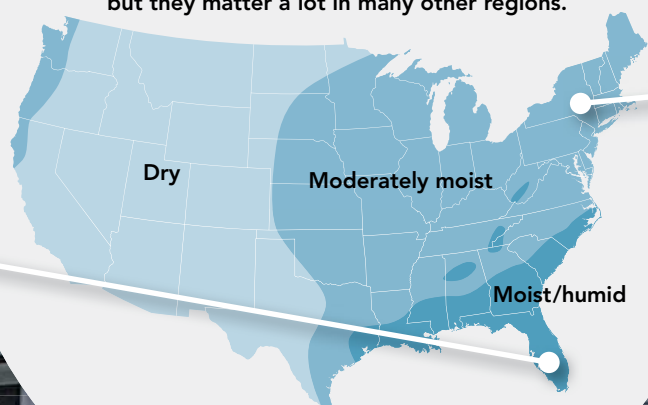 but they matter a lot in many other regions.
Dry
Moderately moist
Moist/humid